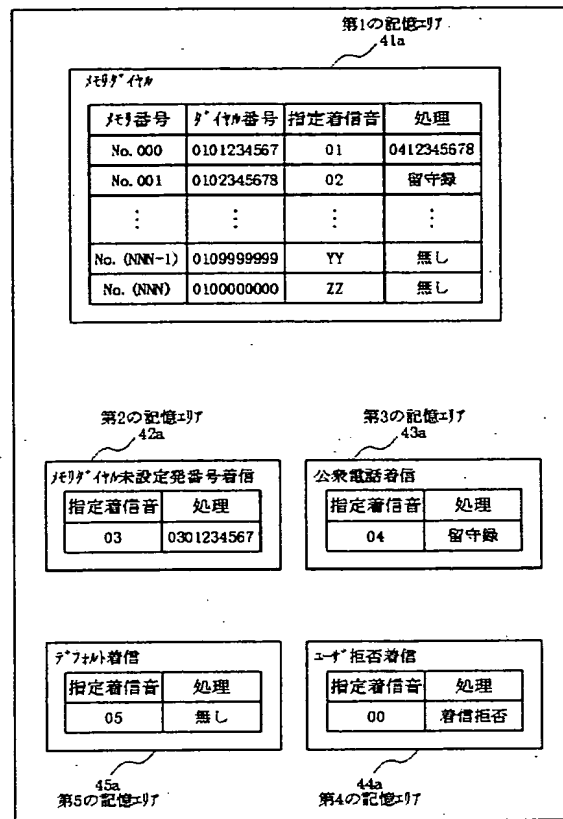 第1の記憶エリア
41a
メモリダイヤル
メモリ番号 ダイヤル番号 指定着信音 処理
No.000 0101234567 01 0412345678
No.001 0102345678 02 留守録
⋮ ⋮ ⋮ ⋮
No.(NNN-1) 0109999999 YY 無し
No.(NNN) 0100000000 ZZ 無し
第2の記憶エリア
42a
メモリダイヤル未設定発番号着信
指定着信音 処理
03 0301234567
第3の記憶エリア
43a
公衆電話着信
指定着信音 処理
04 留守録
デフォルト着信
指定着信音 処理
05 無し
45a
第5の記憶エリア
ユーザ拒否着信
指定着信音 処理
00 着信拒否
44a
第4の記憶エリア